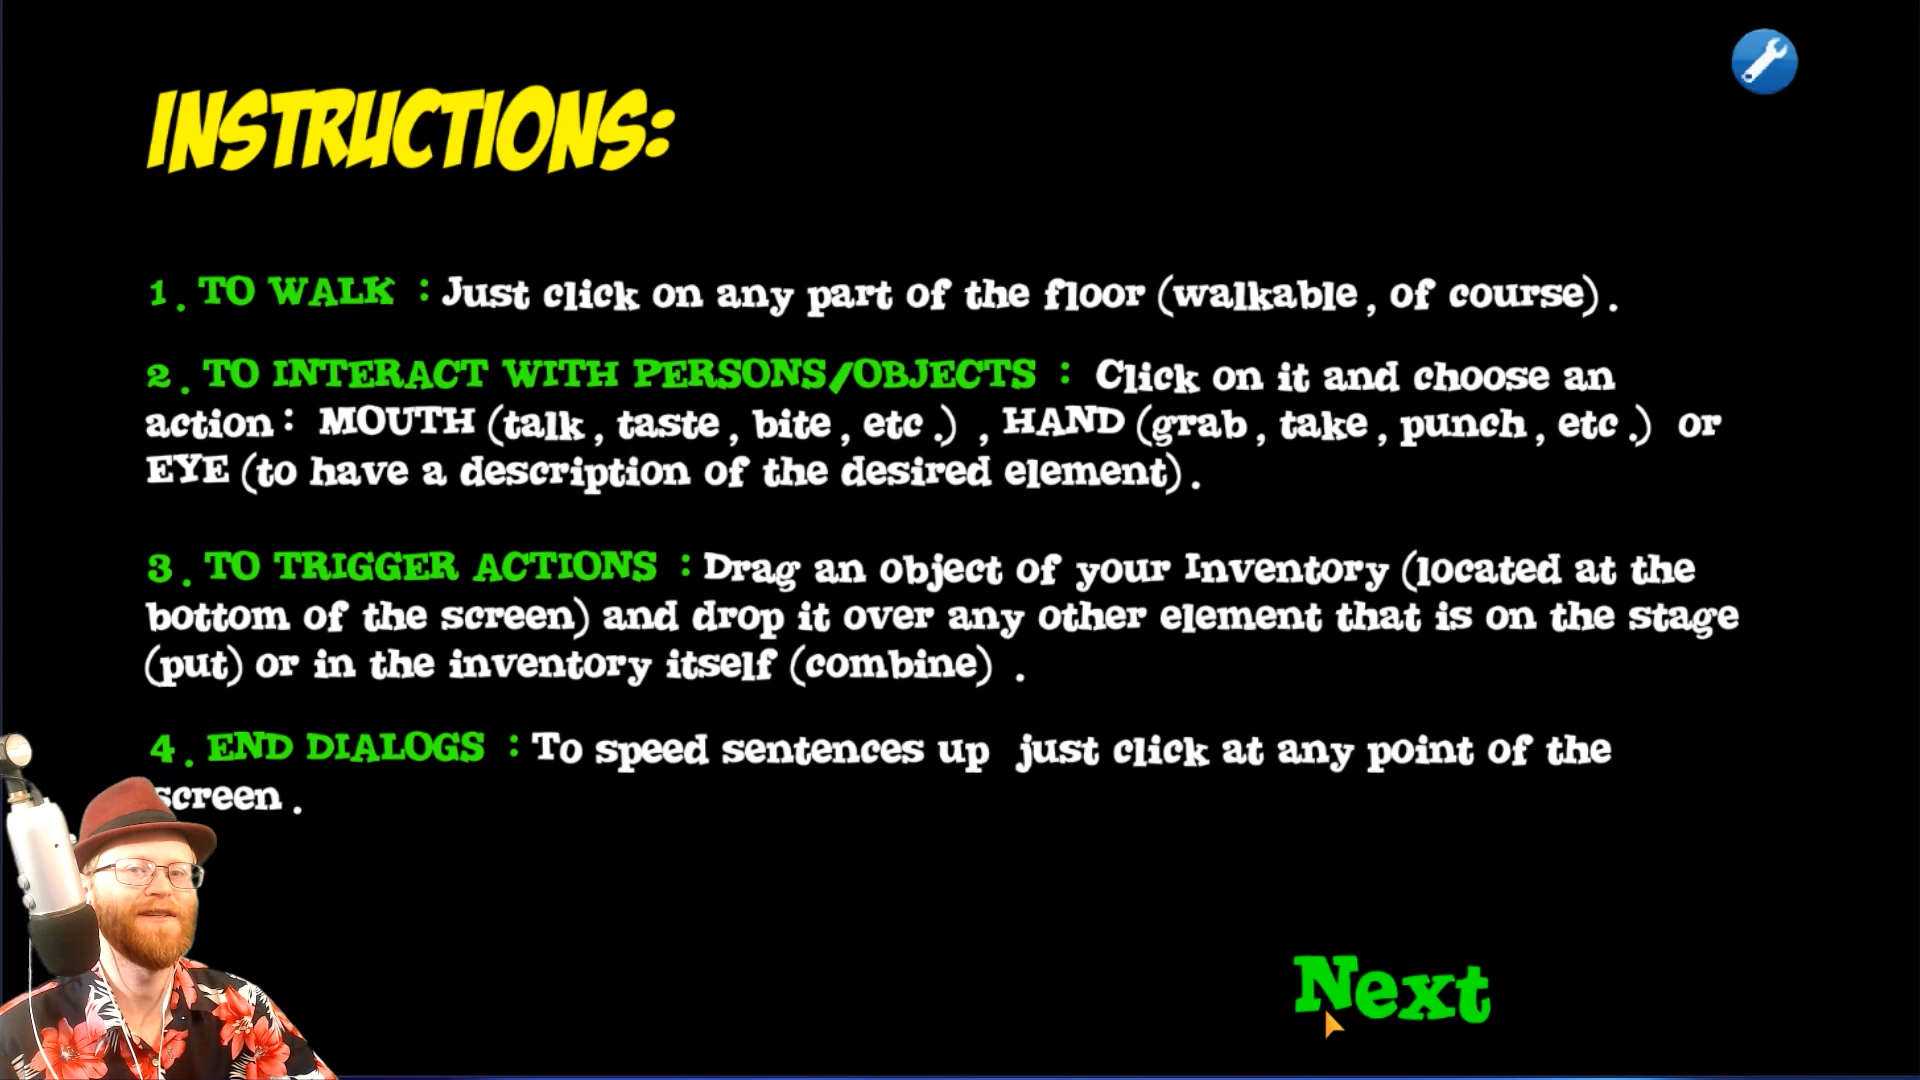 INSTRUCTIONS:
1. TO WALK : Just click on any part of the floor (walkable, of course).
2. TO INTERACT WITH PERSONS/OBJECTS : Click on it and choose an
action: MOUTH (talk, taste, bite, etc.) , HAND (grab, take, punch, etc.) or
EYE (to have a description of the desired element).
3. TO TRIGGER ACTIONS : Drag an object of your Inventory (located at the
bottom of the screen) and drop it over any other element that is on the stage
(put) or in the inventory itself (combine) .
4. END DIALOGS : To speed sentences up just click at any point of the
screen.
Next